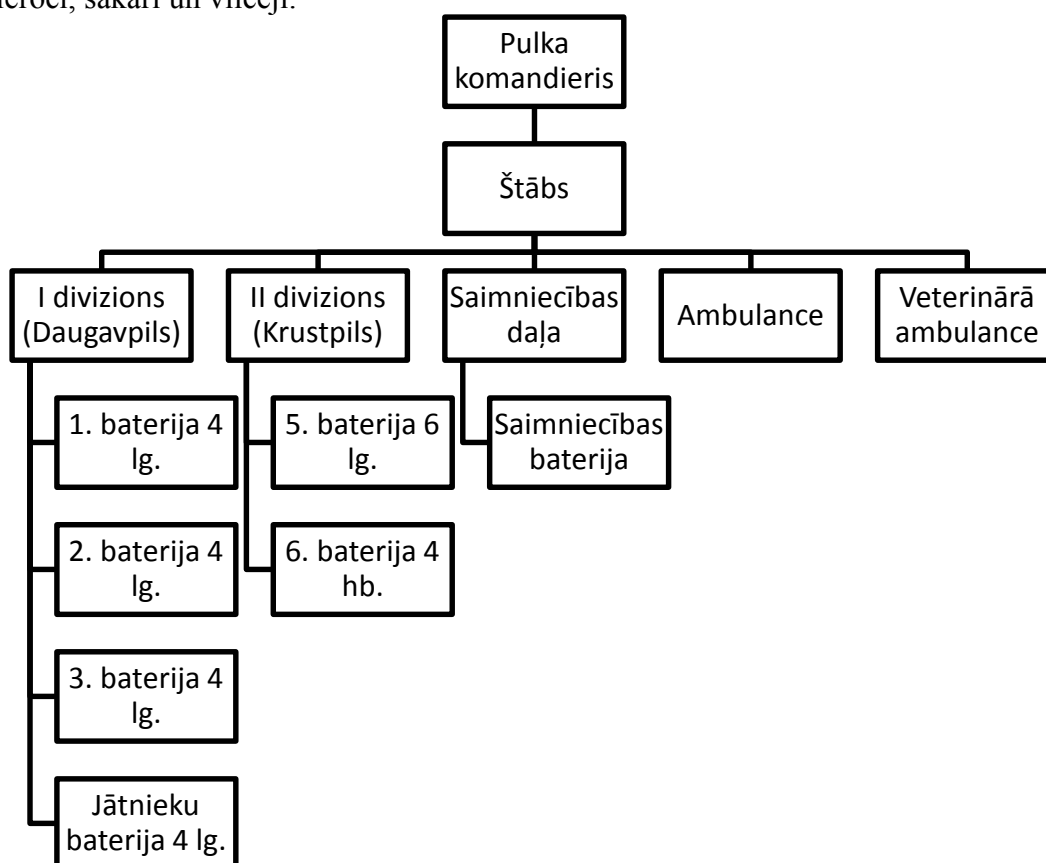 sakari un
Pulka
komandieris
Štābs
I divizions
(Daugavpils)
II divizions
(Krustpils)
Saimniecības
daļa
Ambulance
Veterinārā
ambulance
1. baterija 4
lg.
2. baterija 4
lg.
3. baterija 4
lg.
Jātnieku
baterija 4 lg.
5. baterija 6
lg.
6. baterija 4
hb.
Saimniecības
baterija